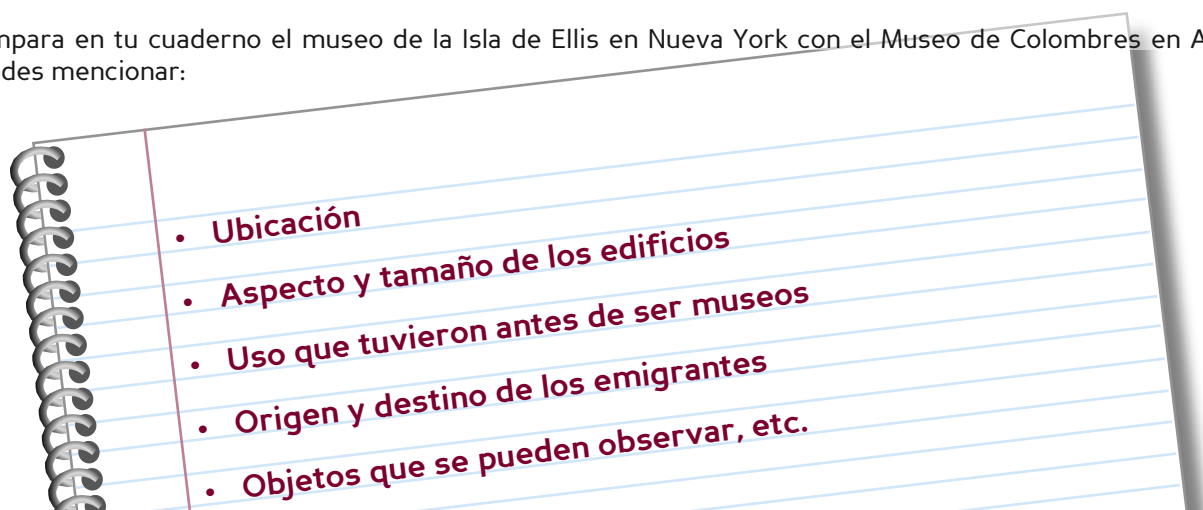 mpara en tu cuaderno el museo de la Isla de Ellis en Nueva York con el Museo de Colombres en A
des mencionar:
• Ubicación
• Aspecto y tamaño de los edificios
• Uso que tuvieron antes de ser museos
• Origen y destino de los emigrantes
• Objetos que se pueden observar, etc.